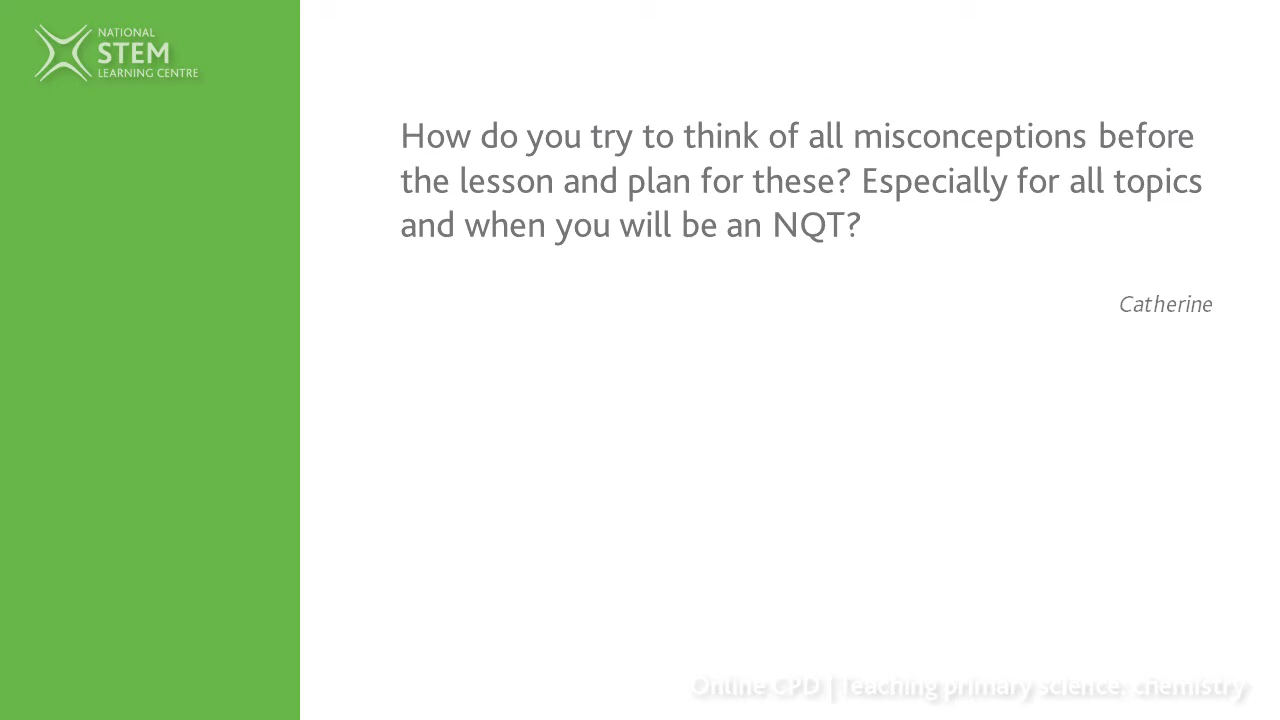 NATIONAL
STEM
LEARNING CENTRE
How do you try to think of all misconceptions before
the lesson and plan for these? Especially for all topics
and when you will be an NQT?
Catherine
Online CPD | Teaching primary science: chemistry